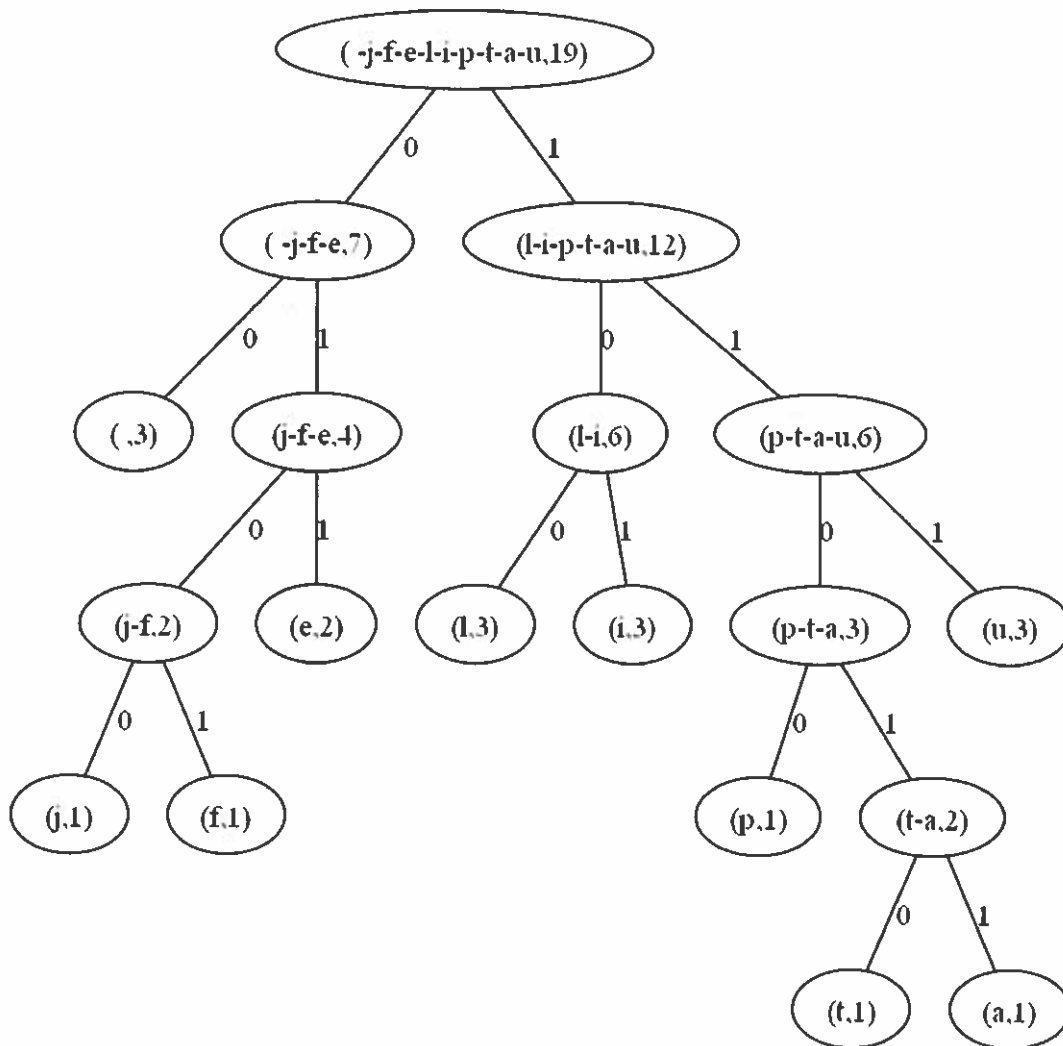 ( -j-f-e-l-i-p-t-a-u,19)
0 1
( -j-f-e,7) (l-i-p-t-a-u,12)
0 1 0 1
( ,3) (j-f-e,4) (l-i,6) (p-t-a-u,6)
0 1 0 1 0 1
(j-f,2) (e,2) (l,3) (i,3) (p-t-a,3) (u,3)
0 1 0 1
(j,1) (f,1) (p,1) (t-a,2)
0 1
(t,1) (a,1)